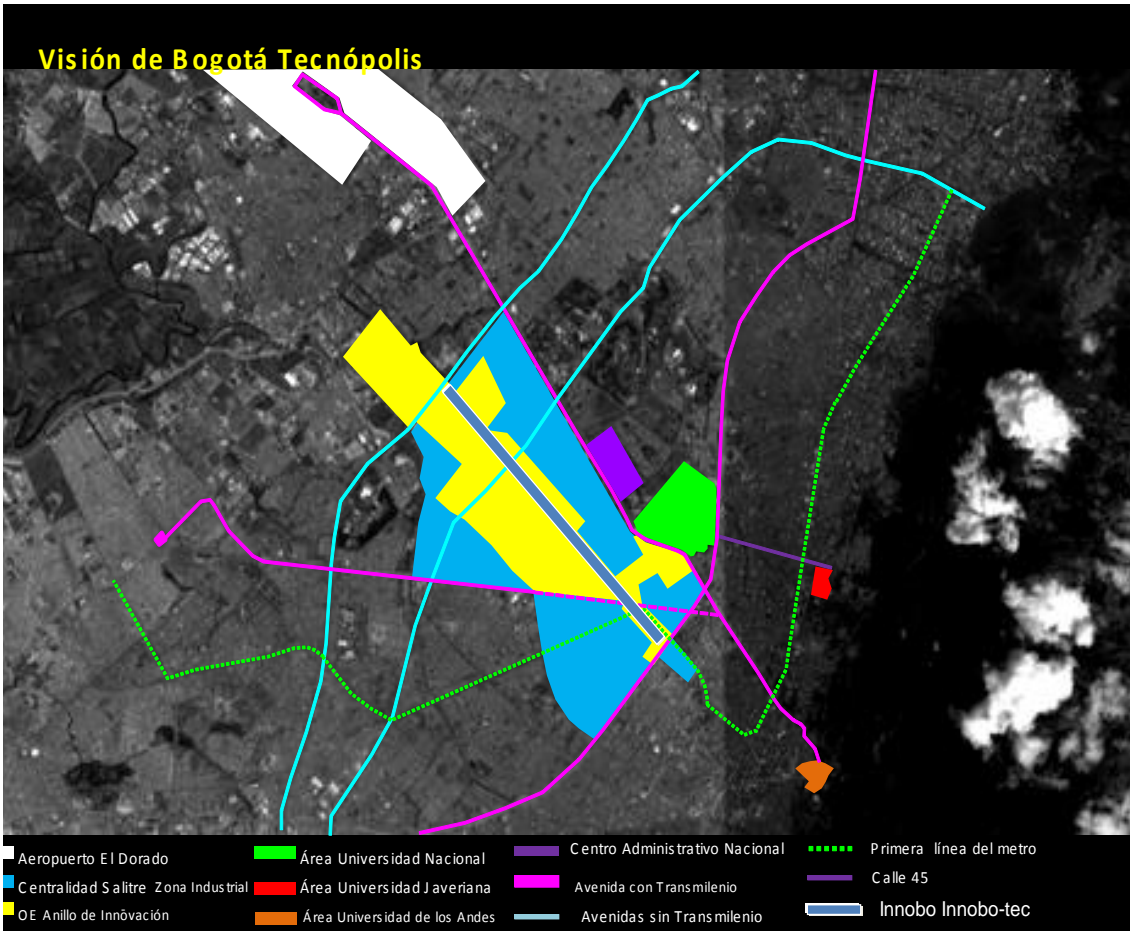 Visión de Bogotá Tecnópolis
Aeropuerto El Dorado
Centralidad Salitre Zona Industrial
OE Anillo de Innovación
Área Universidad Nacional
Área Universidad Javeriana
Área Universidad de los Andes
Centro Administrativo Nacional
Avenida con Transmilenio
Avenidas sin Transmilenio
Primera línea del metro
Calle 45
Innobo Innobo-tec